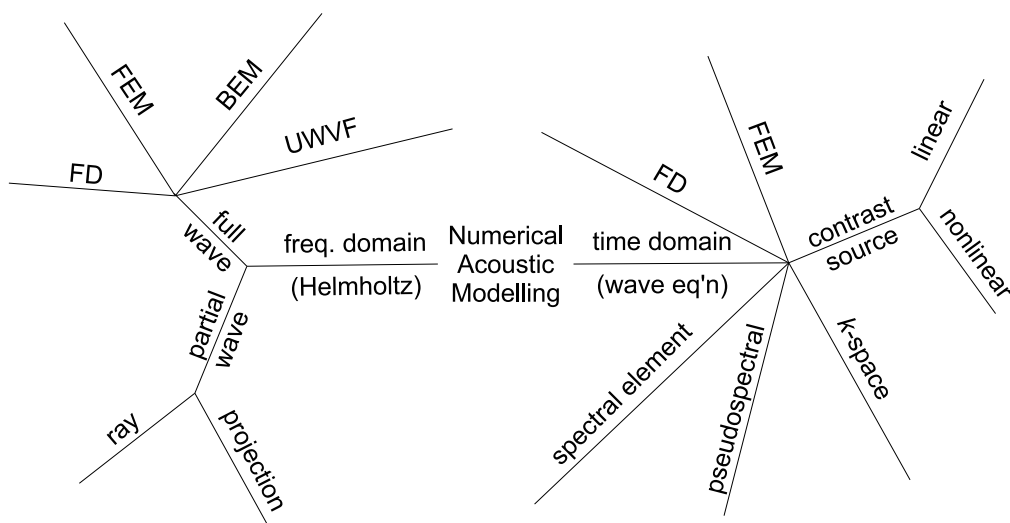 FEM
BEM
UWVF
FD
full
wave
freq. domain
(Helmholtz)
partial
wave
ray
projection
Numerical
Acoustic
Modelling
time domain
(wave eq'n)
FD
FEM
contrast
source
linear
nonlinear
spectral element
pseudospectral
k-space